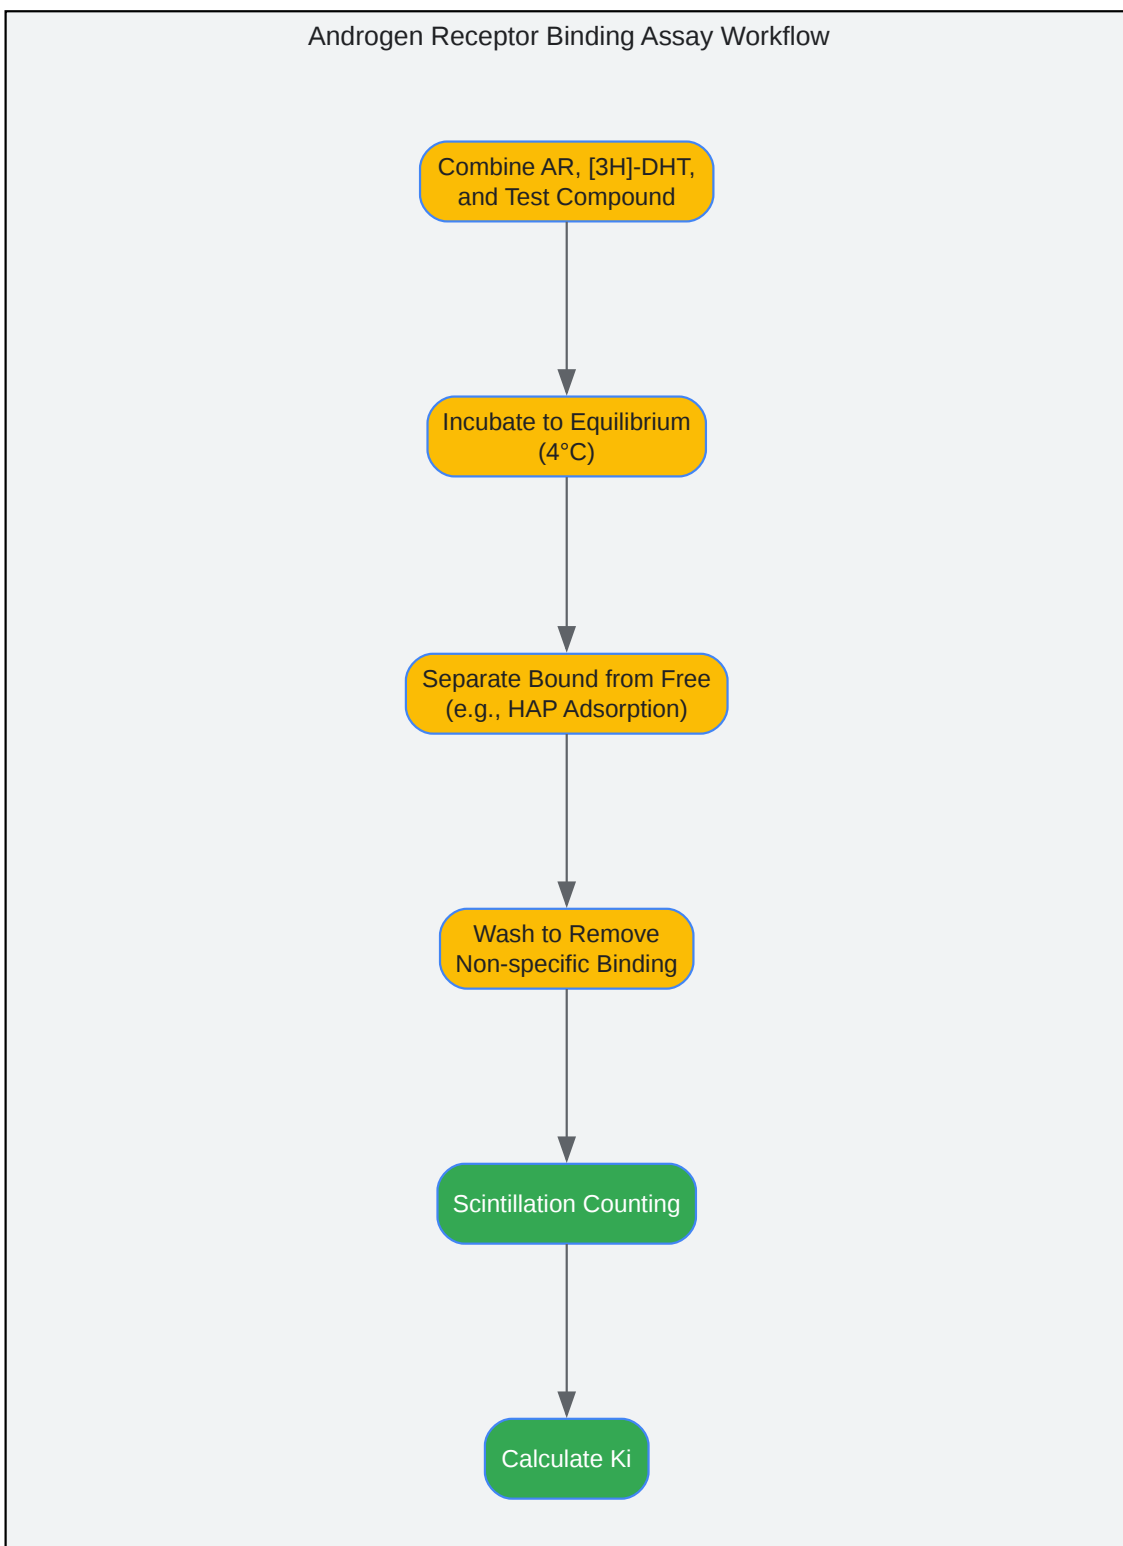 Androgen Receptor Binding Assay Workflow
Combine AR, [3H]-DHT,
and Test Compound
Incubate to Equilibrium
(4°C)
Separate Bound from Free
(e.g., HAP Adsorption)
Wash to Remove
Non-specific Binding
Scintillation Counting
Calculate Ki